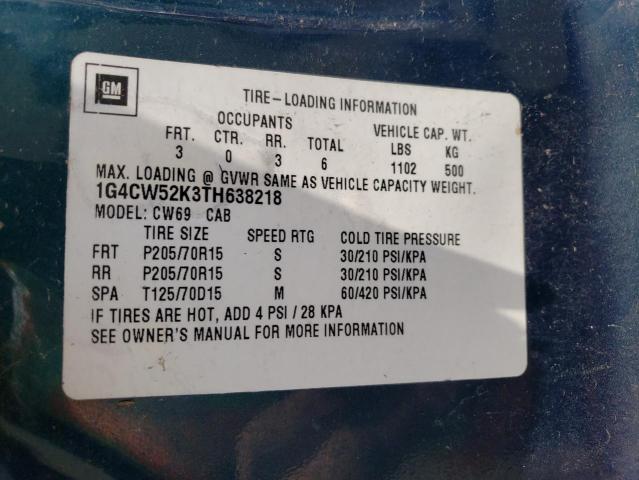 GM
TIRE-LOADING INFORMATION
OCCUPANTS VEHICLE CAP. WT.
FRT. CTR. RR. TOTAL LBS KG
3 0 3 6 1102 500
MAX. LOADING @ GVWR SAME AS VEHICLE CAPACITY WEIGHT.
1G4CW52K3TH638218
MODEL: CW69 CAB
TIRE SIZE SPEED RTG COLD TIRE PRESSURE
FRT P205/70R15 S 30/210 PSI/KPA
RR P205/70R15 S 30/210 PSI/KPA
SPA T125/70D15 M 60/420 PSI/KPA
IF TIRES ARE HOT, ADD 4 PSI / 28 KPA
SEE OWNER'S MANUAL FOR MORE INFORMATION